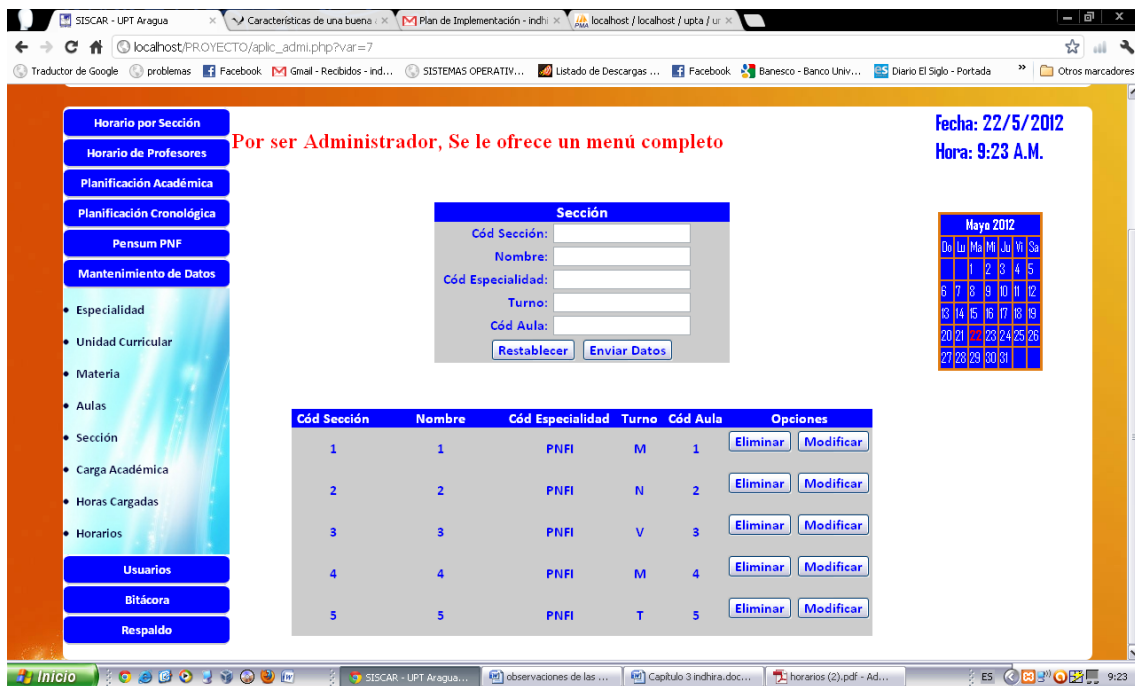 SISCAR - UPT Aragua
Características de una buena
Plan de Implementación - indhi
localhost / localhost / upta / ur
localhost/PROYECTO/aplic_admi.php?var=7
Traductor de Google
problemas
Facebook
Gmail - Recibidos - ind...
SISTEMAS OPERATIV...
Listado de Descargas ...
Facebook
Banesco - Banco Univ...
Diario El Siglo - Portada
»
Otros marcadores
Horario por Sección
Horario de Profesores
Planificación Académica
Planificación Cronológica
Pensum PNF
Mantenimiento de Datos
Especialidad
Unidad Curricular
Materia
Aulas
Sección
Carga Académica
Horas Cargadas
Horarios
Usuarios
Bitácora
Respaldo
Por ser Administrador, Se le ofrece un menú completo
Fecha: 22/5/2012
Hora: 9:23 A.M.
Sección
Cód Sección:
Nombre:
Cód Especialidad:
Turno:
Cód Aula:
Restablecer Enviar Datos
Mayo 2012
Do Lu Ma Mi Ju Vi Sa
1 2 3 4 5
6 7 8 9 10 11 12
13 14 15 16 17 18 19
20 21 22 23 24 25 26
27 28 29 30 31
Cód Sección Nombre Cód Especialidad Turno Cód Aula Opciones
1 1 PNFI M 1 Eliminar Modificar
2 2 PNFI N 2 Eliminar Modificar
3 3 PNFI V 3 Eliminar Modificar
4 4 PNFI M 4 Eliminar Modificar
5 5 PNFI T 5 Eliminar Modificar
Inicio
SISCAR - UPT Aragua...
observaciones de las ...
Capitulo 3 indhira.doc...
horarios (2).pdf - Ad...
ES
9:23